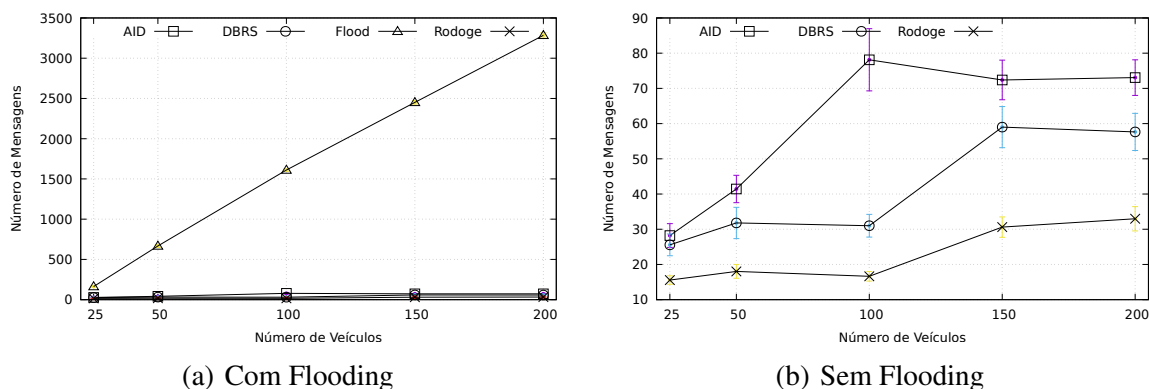 AID DBRS Flood Rodoge
3500
3000
2500
2000
1500
1000
500
0
25 50 100 150 200
Número de Mensagens
Número de Veículos
(a) Com Flooding
AID DBRS Rodoge
90
80
70
60
50
40
30
20
10
25 50 100 150 200
Número de Mensagens
Número de Veículos
(b) Sem Flooding